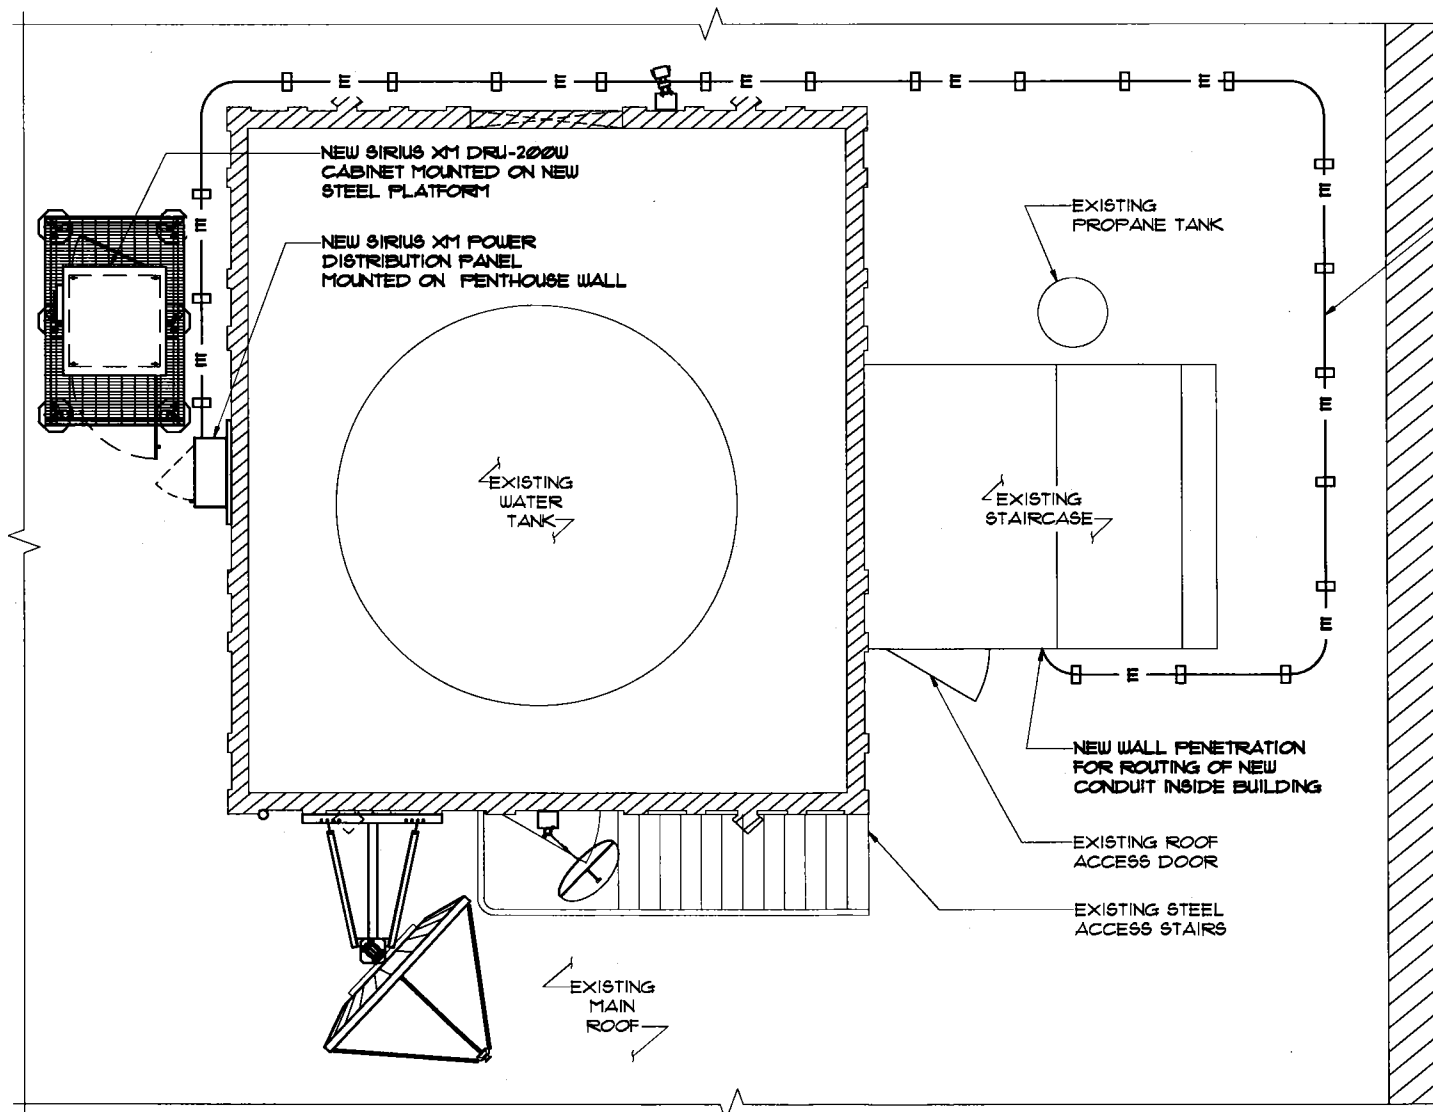 E E E E E
NEW SIRIUS XM DRU-200W
CABINET MOUNTED ON NEW
STEEL PLATFORM
E
E
EXISTING
PROPANE TANK
NEW SIRIUS XM POWER
DISTRIBUTION PANEL
MOUNTED ON PENTHOUSE WALL
E
E
EXISTING
WATER
TANK
EXISTING
STAIRCASE
E
E
NEW WALL PENETRATION
FOR ROUTING OF NEW
CONDUIT INSIDE BUILDING
EXISTING ROOF
ACCESS DOOR
EXISTING STEEL
ACCESS STAIRS
EXISTING
MAIN
ROOF